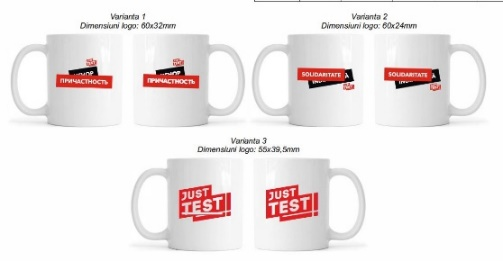 Varianta 1
Dimensiuni logo: 60x32mm
Varianta 2
Dimensiuni logo: 60x24mm
ПРИЧАСТНОСТЬ
ПРИЧАСТНОСТЬ
SOLIDARITATE
SOLIDARITATE
Varianta 3
Dimensiuni logo: 55x39,5mm
JUST
TEST!
JUST
TEST!